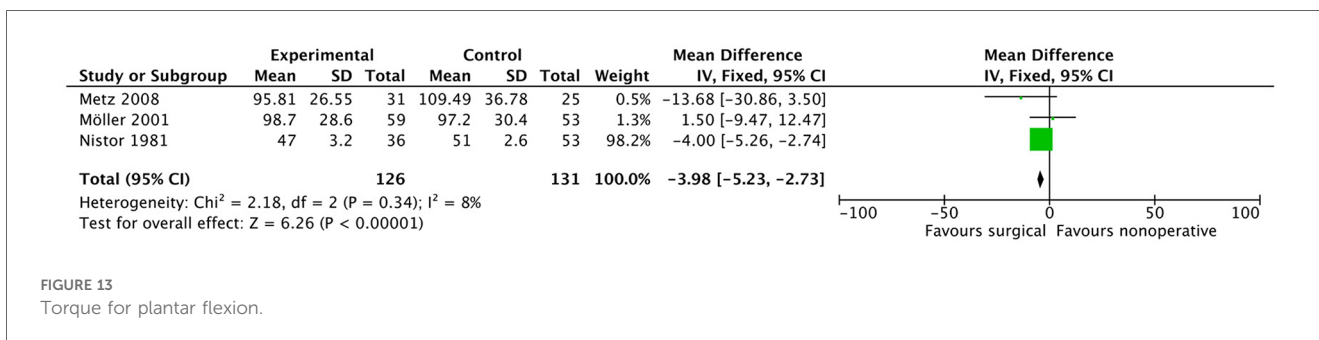 Experimental Control Mean Difference Mean Difference
Study or Subgroup Mean SD Total Mean SD Total Weight IV, Fixed, 95% CI IV, Fixed, 95% CI
Metz 2008 95.81 26.55 31 109.49 36.78 25 0.5% −13.68 [−30.86, 3.50]
Möller 2001 98.7 28.6 59 97.2 30.4 53 1.3% 1.50 [−9.47, 12.47]
Nistor 1981 47 3.2 36 51 2.6 53 98.2% −4.00 [−5.26, −2.74]
Total (95% CI) 126 131 100.0% −3.98 [−5.23, −2.73]
Heterogeneity: Chi² = 2.18, df = 2 (P = 0.34); I² = 8%
Test for overall effect: Z = 6.26 (P < 0.00001)
−100 −50 0 50 100
Favours surgical Favours nonoperative
FIGURE 13
Torque for plantar flexion.